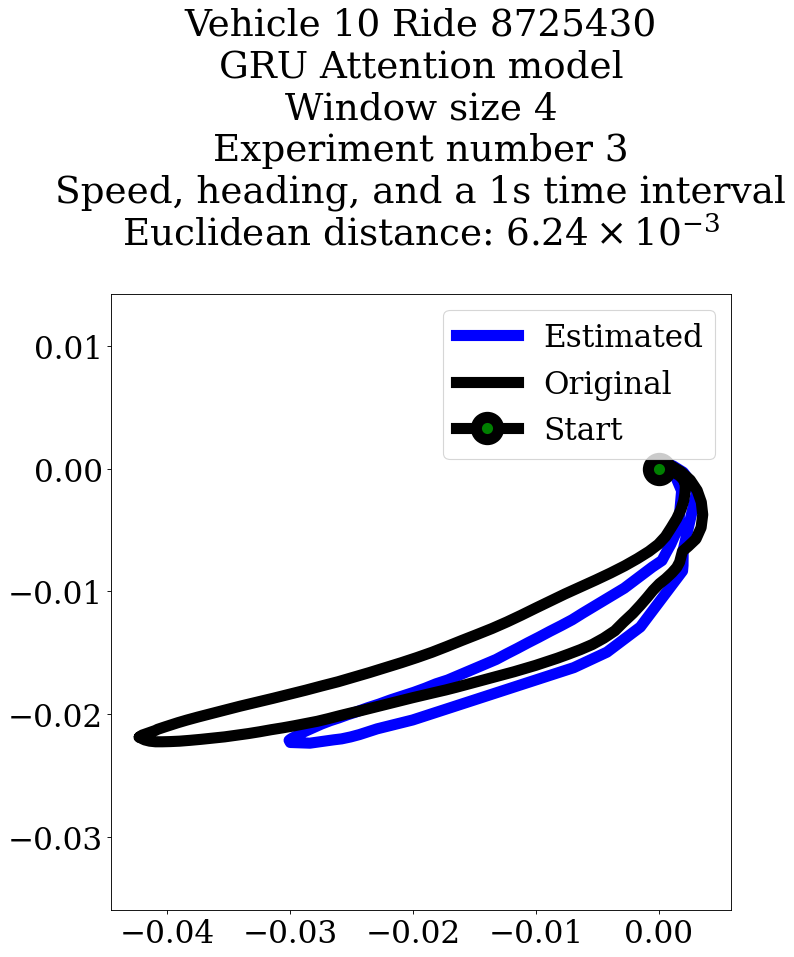 Vehicle 10 Ride 8725430
GRU Attention model
Window size 4
Experiment number 3
Speed, heading, and a 1s time interval
Euclidean distance: 6.24 × 10⁻³
Estimated
Original
Start
0.01
0.00
−0.01
−0.02
−0.03
−0.04 −0.03 −0.02 −0.01 0.00